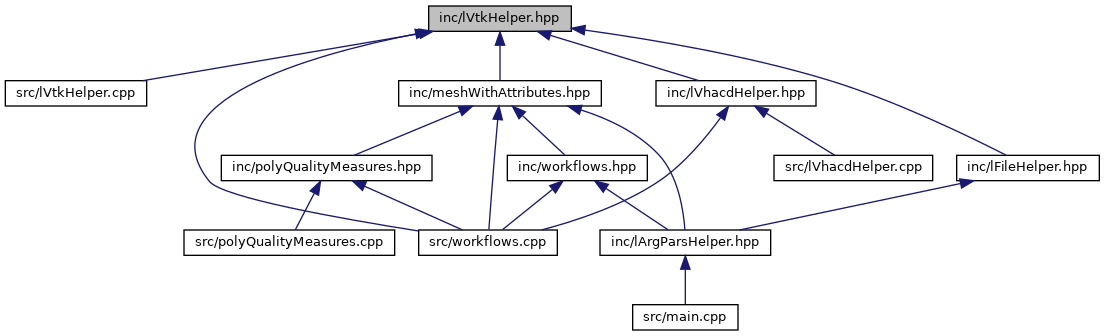 inc/lVtkHelper.hpp
src/lVtkHelper.cpp
inc/meshWithAttributes.hpp
inc/lVhacdHelper.hpp
inc/polyQualityMeasures.hpp
inc/workflows.hpp
src/lVhacdHelper.cpp
inc/lFileHelper.hpp
src/polyQualityMeasures.cpp
src/workflows.cpp
inc/lArgParsHelper.hpp
src/main.cpp